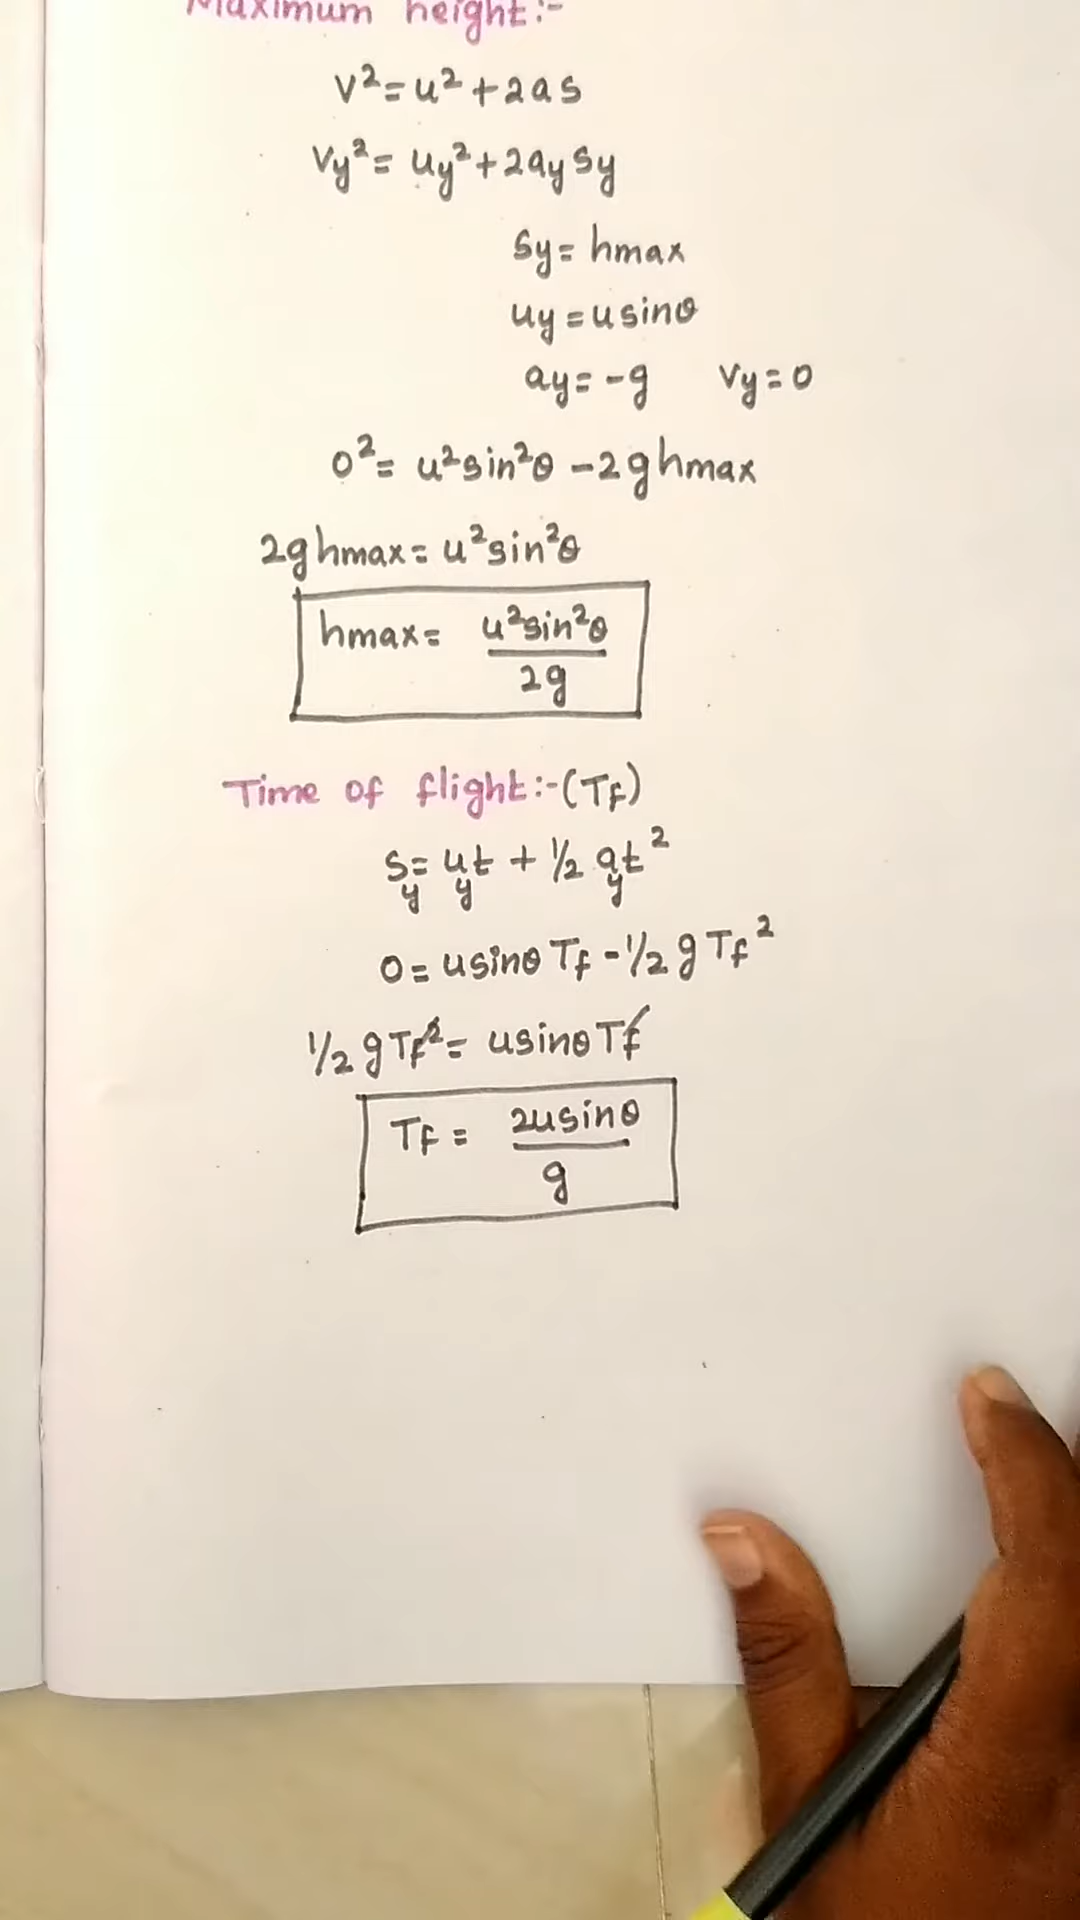 Maximum height:-
v²=u²+2as
vy²= uy²+2ay sy
sy= hmax
uy=usinθ
ay= -g vy=0
0²= u²sin²θ -2ghmax
2ghmax= u²sin²θ
hmax= u²sin²θ
2g
Time of flight:-(Tf)
sy= uyt + ½ ayt²
0= usinθ Tf -½ g Tf²
½ g Tf²= usinθ Tf
Tf = 2usinθ
g